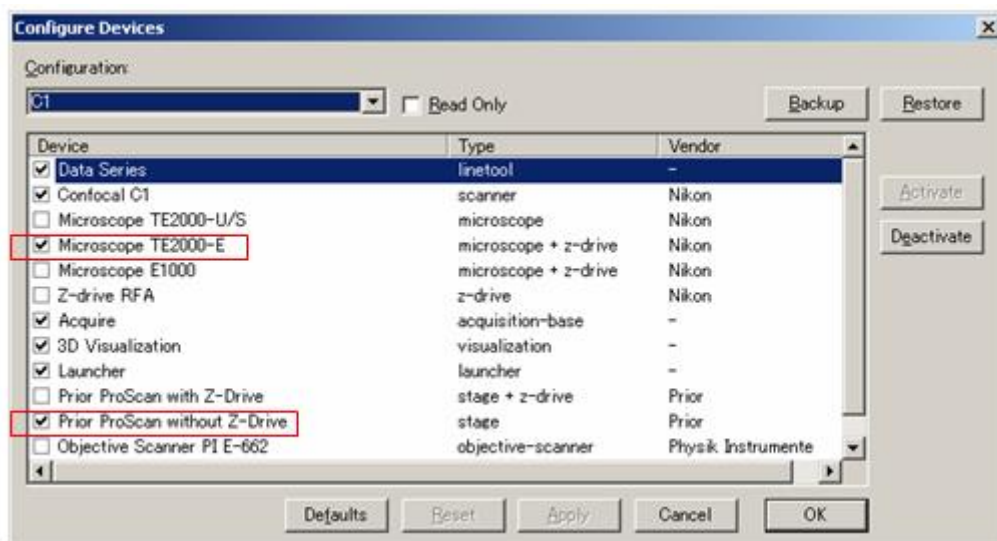 Configure Devices
Configuration:
C1 Read Only Backup Restore
Device Type Vendor
Data Series linetool -
Confocal C1 scanner Nikon
Microscope TE2000-U/S microscope Nikon
Microscope TE2000-E microscope + z-drive Nikon
Microscope E1000 microscope + z-drive Nikon
Z-drive RFA z-drive Nikon
Acquire acquisition-base -
3D Visualization visualization -
Launcher launcher -
Prior ProScan with Z-Drive stage + z-drive Prior
Prior ProScan without Z-Drive stage Prior
Objective Scanner PI E-662 objective-scanner Physik Instrumente
Activate
Deactivate
Defaults Reset Apply Cancel OK